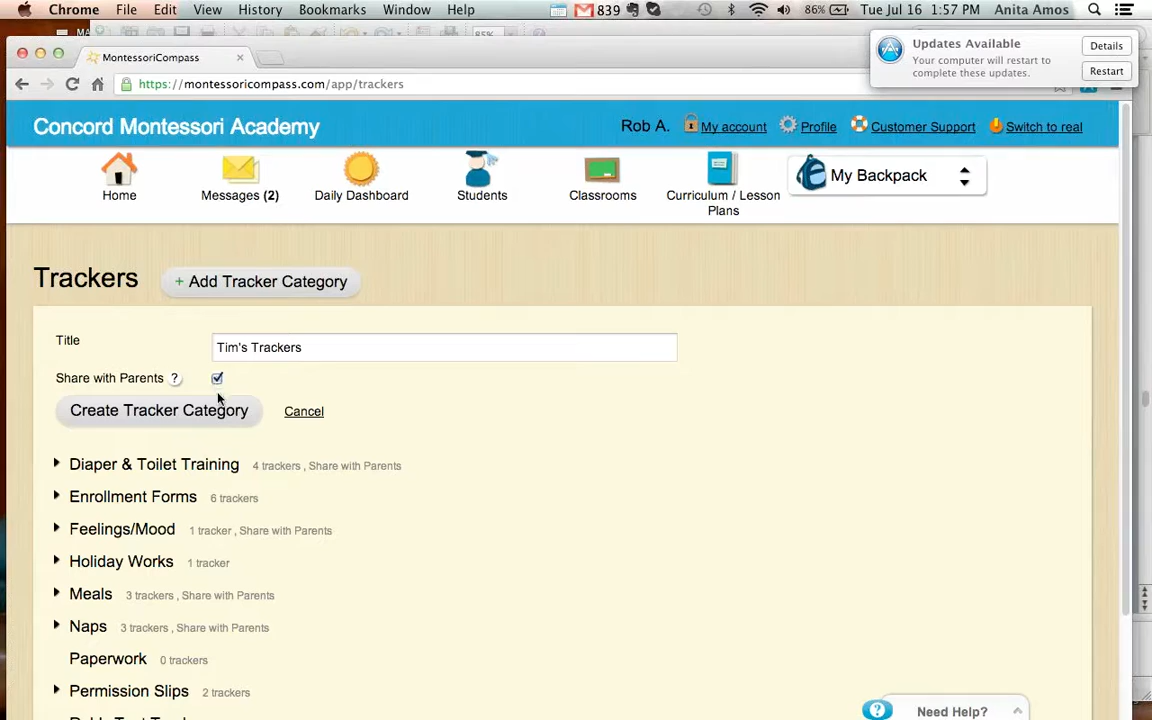 Chrome File Edit View History Bookmarks Window Help 839 86% Tue Jul 16 1:57 PM Anita Amos
85%
MontessoriCompass
Updates Available
Your computer will restart to complete these updates.
Details
Restart
https://montessoricompass.com/app/trackers
Concord Montessori Academy
Rob A. My account Profile Customer Support Switch to real
Home Messages (2) Daily Dashboard Students Classrooms Curriculum / Lesson Plans My Backpack
Trackers + Add Tracker Category
Title Tim's Trackers
Share with Parents ?
Create Tracker Category Cancel
Diaper & Toilet Training 4 trackers , Share with Parents
Enrollment Forms 6 trackers
Feelings/Mood 1 tracker , Share with Parents
Holiday Works 1 tracker
Meals 3 trackers , Share with Parents
Naps 3 trackers , Share with Parents
Paperwork 0 trackers
Permission Slips 2 trackers
? Need Help?